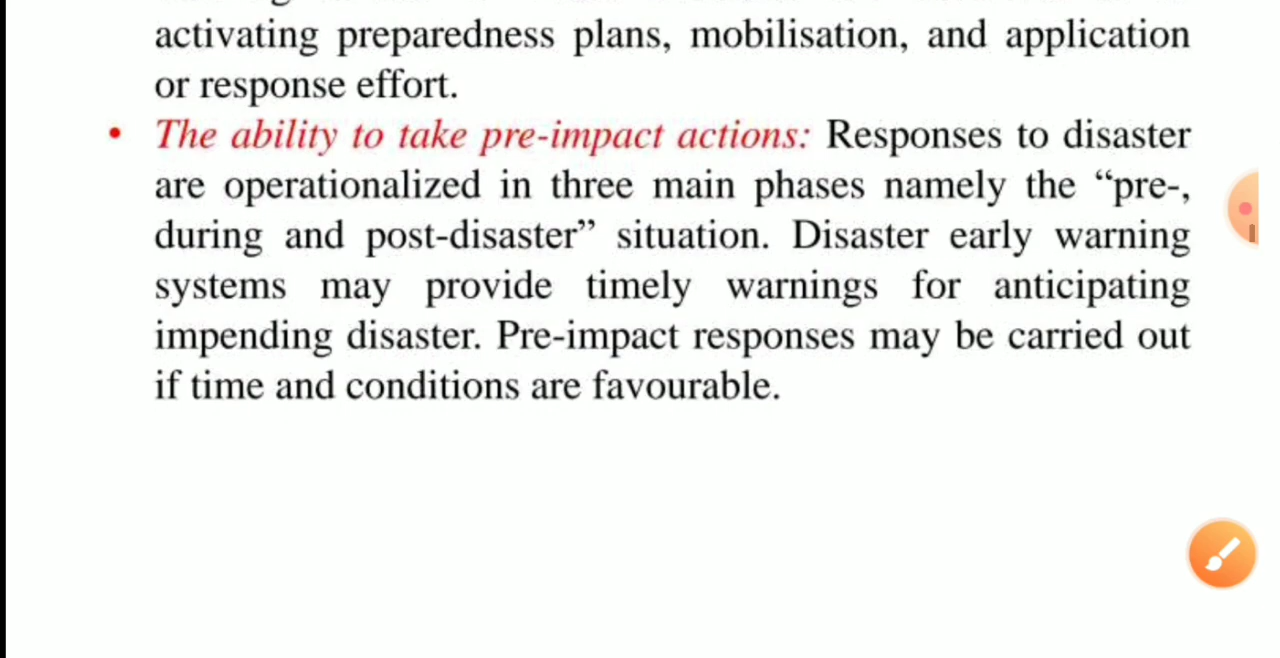 activating preparedness plans, mobilisation, and application
or response effort.
• The ability to take pre-impact actions: Responses to disaster
are operationalized in three main phases namely the “pre-,
during and post-disaster” situation. Disaster early warning
systems may provide timely warnings for anticipating
impending disaster. Pre-impact responses may be carried out
if time and conditions are favourable.